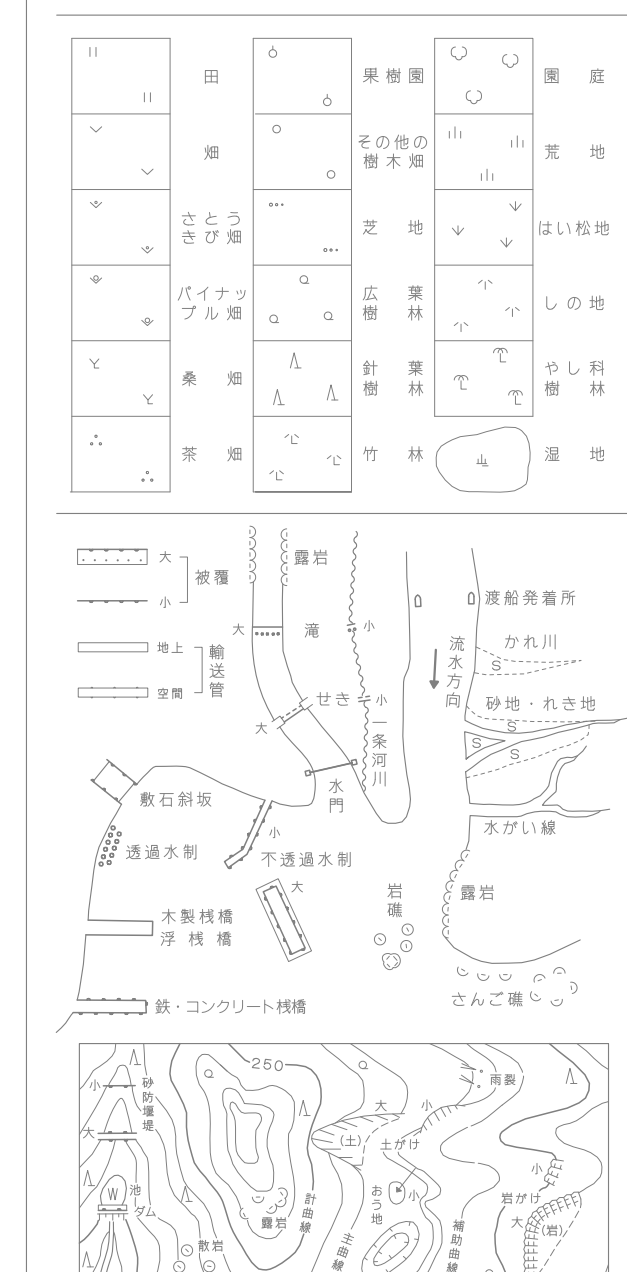 田
畑
さとう
きび畑
パイナッ
プル畑
桑畑
茶畑
果樹園
その他の
樹木畑
芝地
広葉
樹林
針葉
樹林
竹林
園庭
荒地
はい松地
しの地
やし科
樹林
湿地
大
小
被覆
地上
空間
輸送管
露岩
大
滝
小
せき
大
小
一条河川
水門
流水方向
渡船発着所
かれ川
S
砂地・れき地
S
S
S
水がい線
敷石斜坂
透過水制
小
不透過水制
大
木製桟橋
浮桟橋
鉄・コンクリート桟橋
岩礁
露岩
さんご礁
小
砂防堰堤
大
W
池
ダム
250
露岩
散岩
計曲線
主曲線
大
小
(土)
土がけ
おう地
小
補助曲線
雨裂
小
岩がけ
大
(岩)